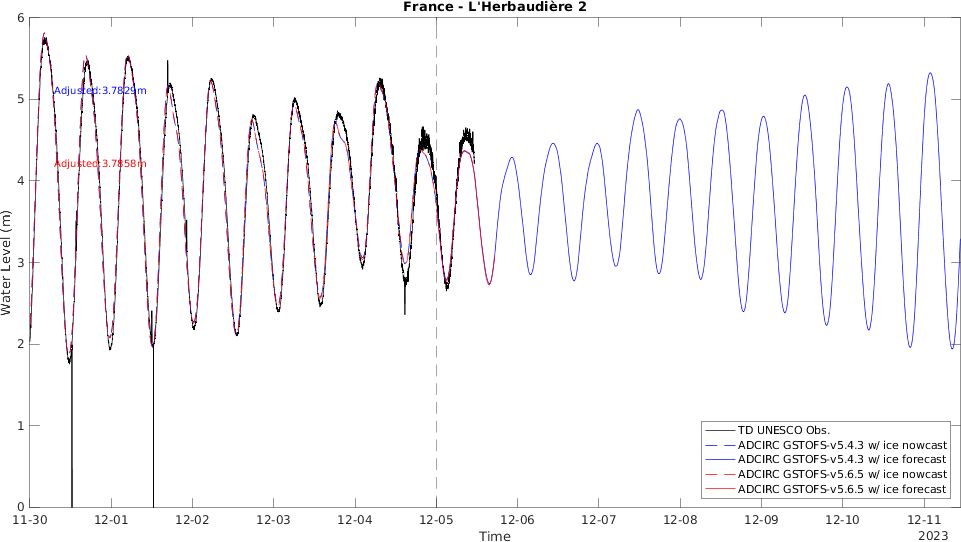 France - L'Herbaudière 2
6
5
4
3
2
1
0
Water Level (m)
Adjusted:3.7829m
Adjusted:3.7858m
TD UNESCO Obs.
ADCIRC GSTOFS-v5.4.3 w/ ice nowcast
ADCIRC GSTOFS-v5.4.3 w/ ice forecast
ADCIRC GSTOFS-v5.6.5 w/ ice nowcast
ADCIRC GSTOFS-v5.6.5 w/ ice forecast
11-30 12-01 12-02 12-03 12-04 12-05 12-06 12-07 12-08 12-09 12-10 12-11
Time 2023